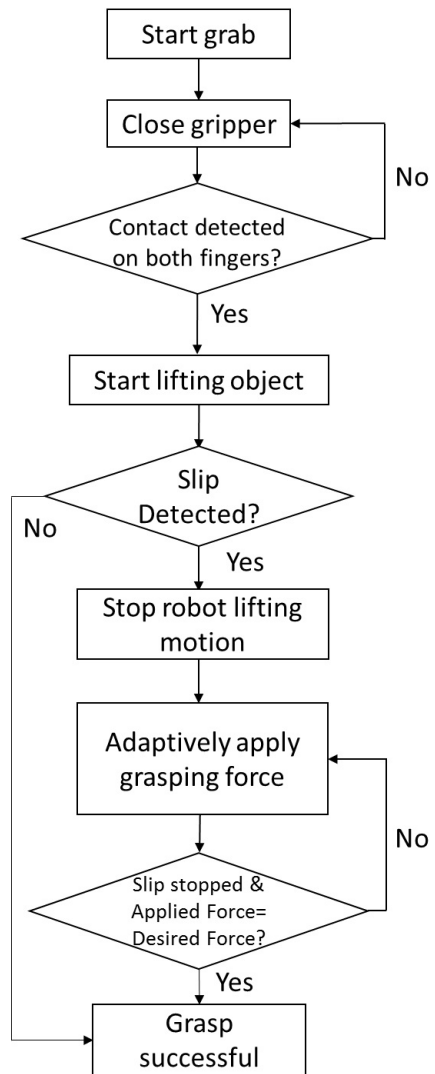 Start grab
Close gripper
No
Contact detected
on both fingers?
Yes
Start lifting object
Slip
Detected?
No
Yes
Stop robot lifting
motion
Adaptively apply
grasping force
No
Slip stopped &
Applied Force=
Desired Force?
Yes
Grasp
successful